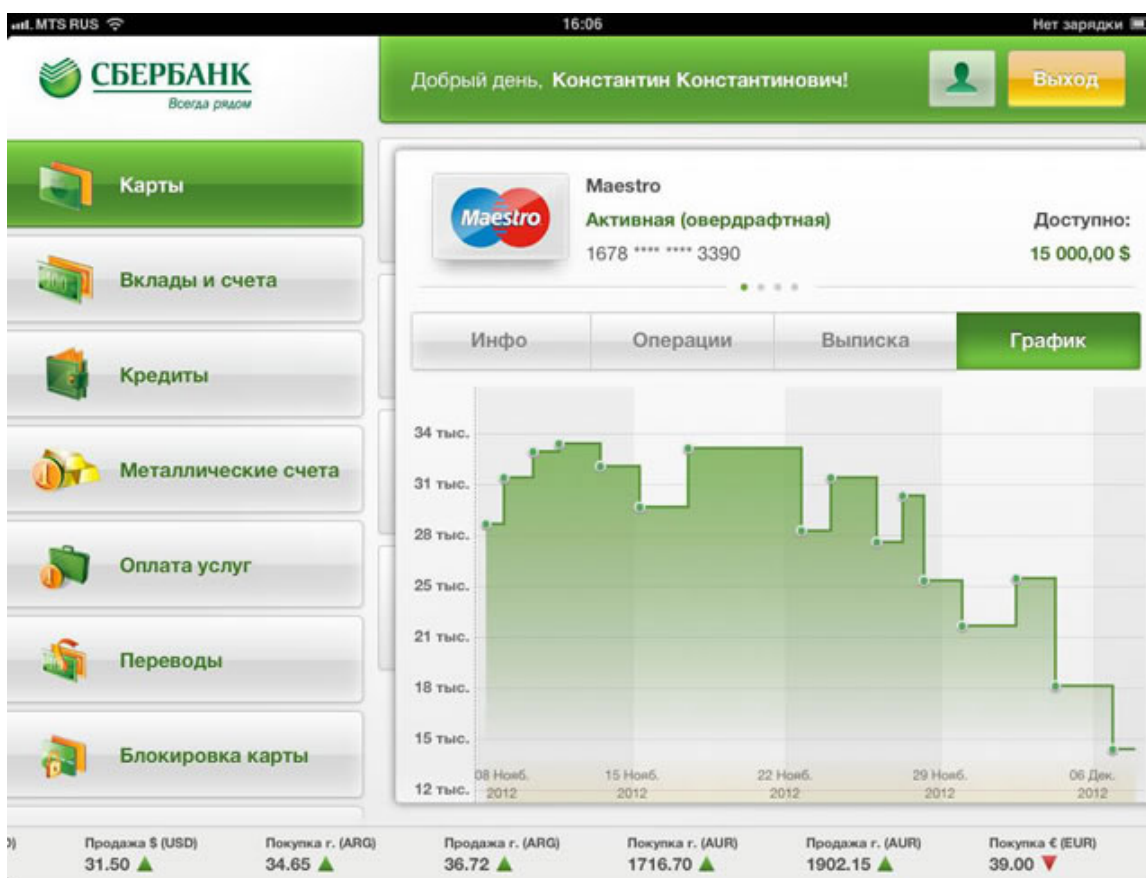 MTS RUS
16:06
Нет зарядки
СБЕРБАНК
Всегда рядом
Добрый день, Константин Константинович!
Выход
Карты
Вклады и счета
Кредиты
Металлические счета
Оплата услуг
Переводы
Блокировка карты
Maestro
Maestro
Активная (овердрафтная)
1678 **** **** 3390
Доступно:
15 000,00 $
Инфо
Операции
Выписка
График
34 тыс.
31 тыс.
28 тыс.
25 тыс.
21 тыс.
18 тыс.
15 тыс.
12 тыс.
08 Нояб.
2012
15 Нояб.
2012
22 Нояб.
2012
29 Нояб.
2012
06 Дек.
2012
Продажа $ (USD)
31.50
Покупка г. (ARG)
34.65
Продажа г. (ARG)
36.72
Покупка г. (AUR)
1716.70
Продажа г. (AUR)
1902.15
Покупка € (EUR)
39.00